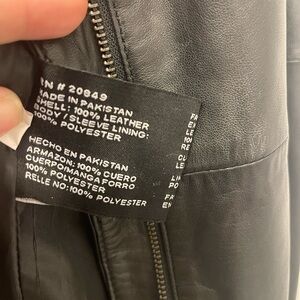 RN # 20949
MADE IN PAKISTAN
SHELL: 100% LEATHER
BODY / SLEEVE LINING:
100% POLYESTER
HECHO EN PAKISTAN
ARMAZON: 100% CUERO
CUERPO/MANGA FORRO
100% POLYESTER
RELLE NO: 100% POLYESTER